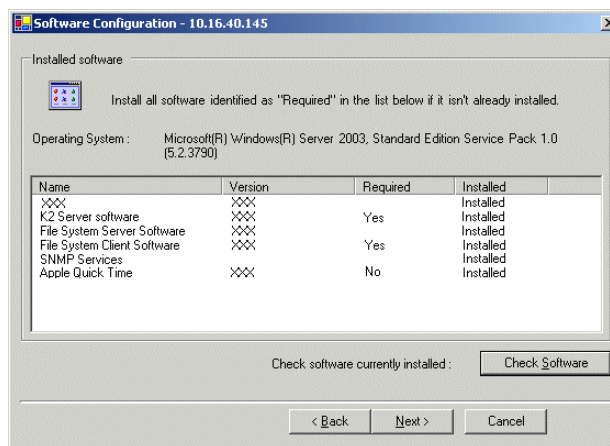 Software Configuration - 10.16.40.145
Installed software
Install all software identified as "Required" in the list below if it isn't already installed.
Operating System : Microsoft(R) Windows(R) Server 2003, Standard Edition Service Pack 1.0
(5.2.3790)
Name Version Required Installed
XXX XXX Installed
K2 Server software XXX Yes Installed
File System Server Software XXX Installed
File System Client Software XXX Yes Installed
SNMP Services Installed
Apple Quick Time XXX No Installed
Check software currently installed : Check Software
< Back Next > Cancel